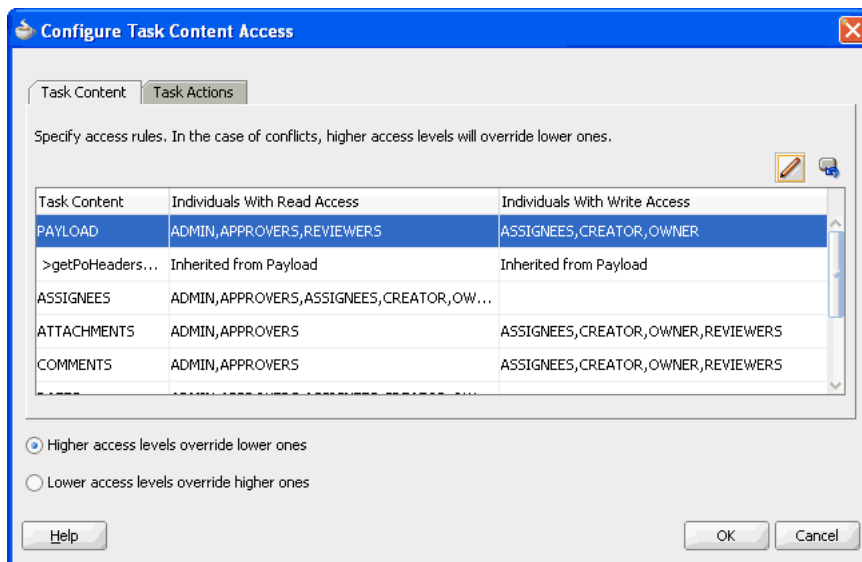 Configure Task Content Access
Task Content Task Actions
Specify access rules. In the case of conflicts, higher access levels will override lower ones.
Task Content Individuals With Read Access Individuals With Write Access
PAYLOAD ADMIN,APPROVERS,REVIEWERS ASSIGNEES,CREATOR,OWNER
>getPoHeaders... Inherited from Payload Inherited from Payload
ASSIGNEES ADMIN,APPROVERS,ASSIGNEES,CREATOR,OW...
ATTACHMENTS ADMIN,APPROVERS ASSIGNEES,CREATOR,OWNER,REVIEWERS
COMMENTS ADMIN,APPROVERS ASSIGNEES,CREATOR,OWNER,REVIEWERS
Higher access levels override lower ones
Lower access levels override higher ones
Help OK Cancel